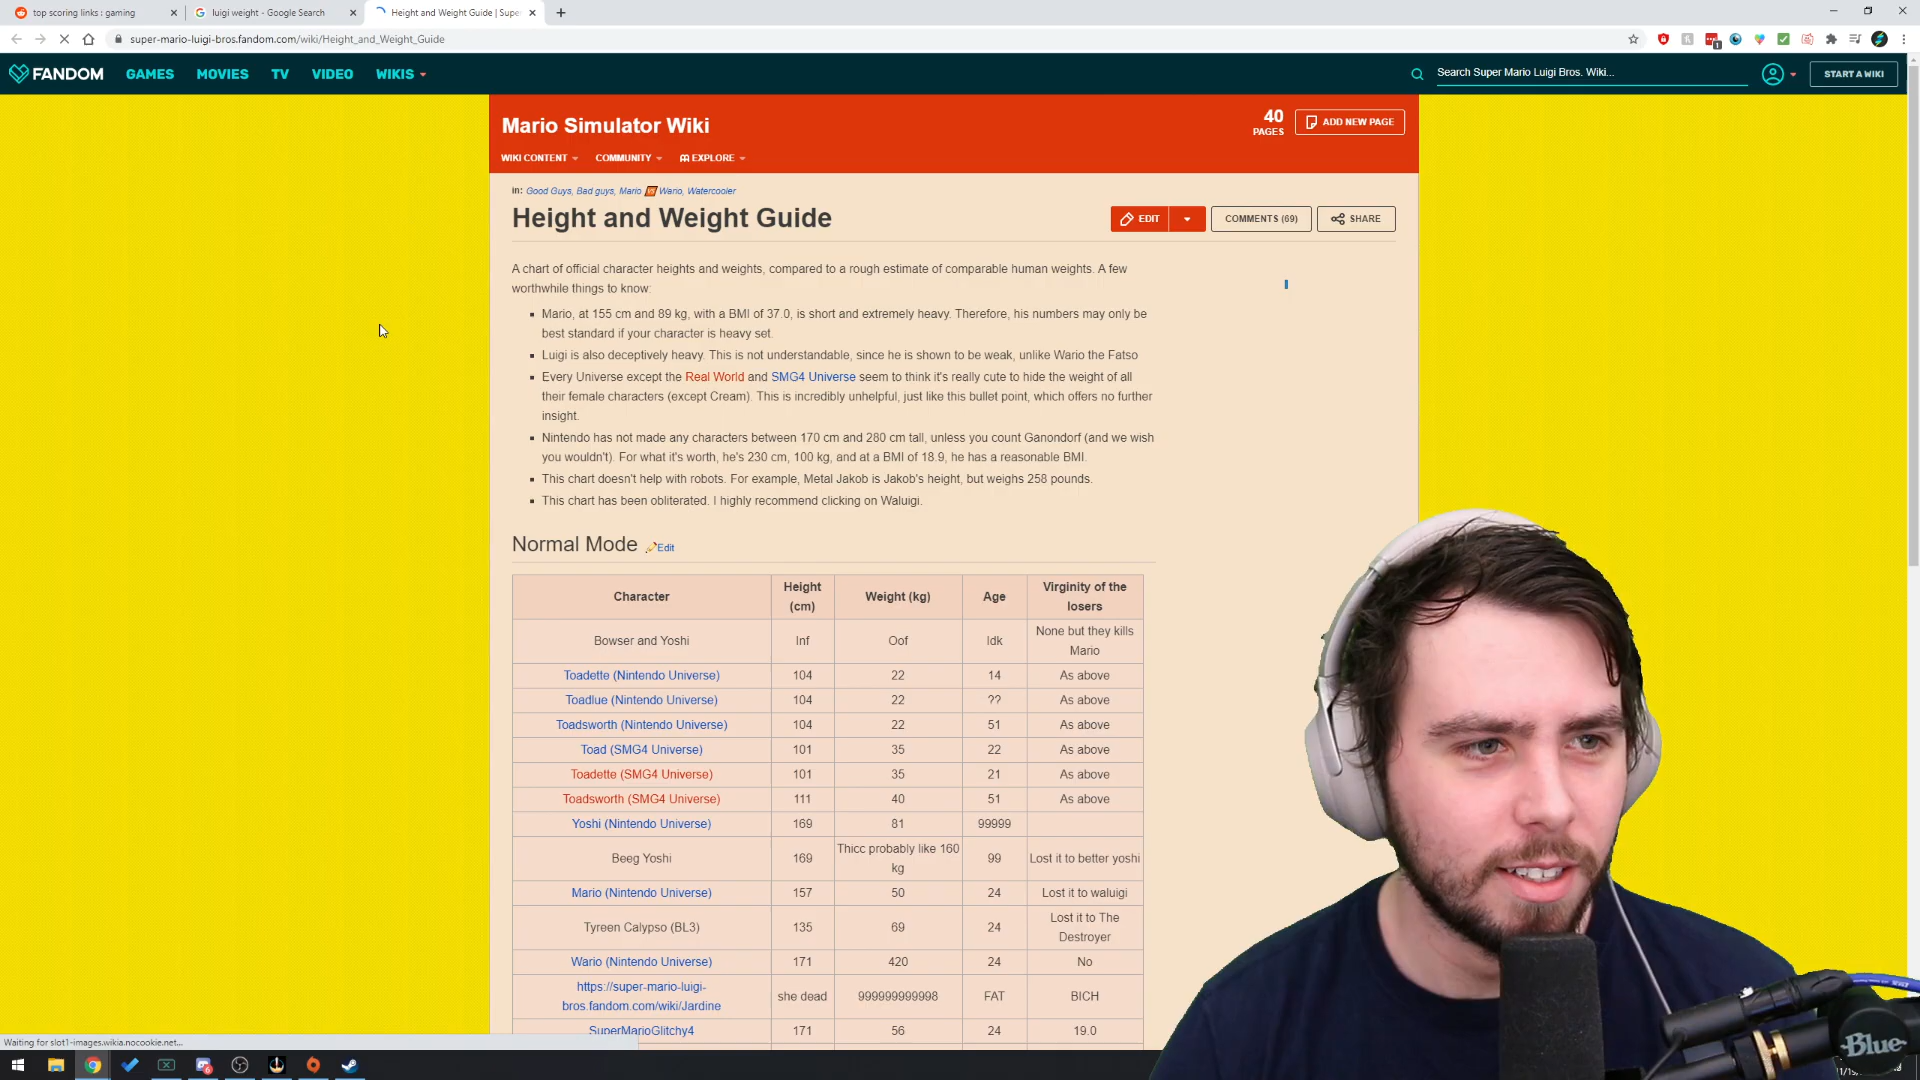 top scoring links : gaming
luigi weight - Google Search
Height and Weight Guide | Supe
super-mario-luigi-bros.fandom.com/wiki/Height_and_Weight_Guide
FANDOM GAMES MOVIES TV VIDEO WIKIS
Search Super Mario Luigi Bros. Wiki...
START A WIKI
Mario Simulator Wiki
40
PAGES
ADD NEW PAGE
WIKI CONTENT COMMUNITY EXPLORE
in: Good Guys, Bad guys, Mario Wario, Watercooler
Height and Weight Guide
EDIT
COMMENTS (69)
SHARE
A chart of official character heights and weights, compared to a rough estimate of comparable human weights. A few
worthwhile things to know:
Mario, at 155 cm and 89 kg, with a BMI of 37.0, is short and extremely heavy. Therefore, his numbers may only be
best standard if your character is heavy set.
Luigi is also deceptively heavy. This is not understandable, since he is shown to be weak, unlike Wario the Fatso
Every Universe except the Real World and SMG4 Universe seem to think it's really cute to hide the weight of all
their female characters (except Cream). This is incredibly unhelpful, just like this bullet point, which offers no further
insight.
Nintendo has not made any characters between 170 cm and 280 cm tall, unless you count Ganondorf (and we wish
you wouldn't). For what it's worth, he's 230 cm, 100 kg, and at a BMI of 18.9, he has a reasonable BMI.
This chart doesn't help with robots. For example, Metal Jakob is Jakob's height, but weighs 258 pounds.
This chart has been obliterated. I highly recommend clicking on Waluigi.
Normal Mode Edit
Character Height (cm) Weight (kg) Age Virginity of the losers
Bowser and Yoshi Inf Oof Idk None but they kills Mario
Toadette (Nintendo Universe) 104 22 14 As above
Toadlue (Nintendo Universe) 104 22 ?? As above
Toadsworth (Nintendo Universe) 104 22 51 As above
Toad (SMG4 Universe) 101 35 22 As above
Toadette (SMG4 Universe) 101 35 21 As above
Toadsworth (SMG4 Universe) 111 40 51 As above
Yoshi (Nintendo Universe) 169 81 99999
Beeg Yoshi 169 Thicc probably like 160 kg 99 Lost it to better yoshi
Mario (Nintendo Universe) 157 50 24 Lost it to waluigi
Tyreen Calypso (BL3) 135 69 24 Lost it to The Destroyer
Wario (Nintendo Universe) 171 420 24 No
https://super-mario-luigi-bros.fandom.com/wiki/Jardine she dead 999999999998 FAT BICH
SuperMarioGlitchy4 171 56 24 19.0
Waiting for slot1-images.wikia.nocookie.net...
Blue